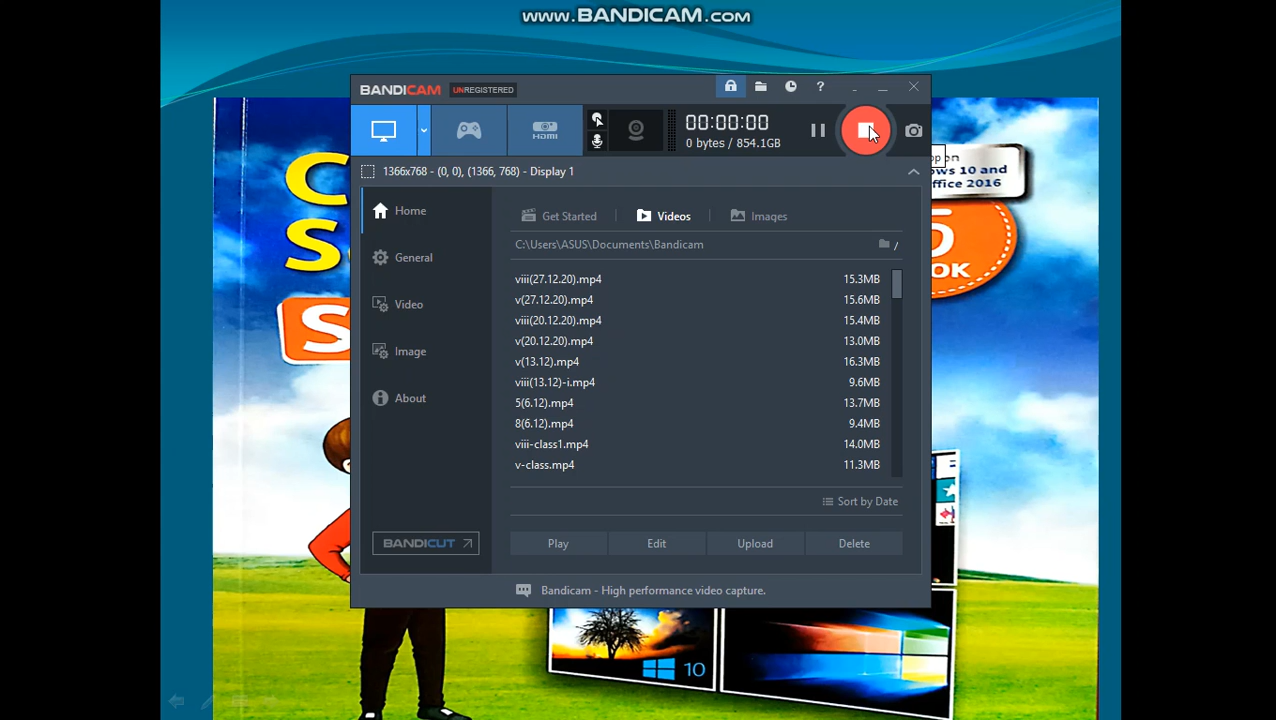 www.BANDICAM.com
BANDICAM UNREGISTERED
?
HDMI
00:00:00
0 bytes / 854.1GB
1366x768 - (0, 0), (1366, 768) - Display 1
on
ows 10 and
ffice 2016
C
S
S
5
OOK
Home
General
Video
Image
About
BANDICUT
Get Started
Videos
Images
C:\Users\ASUS\Documents\Bandicam
/
viii(27.12.20).mp4 15.3MB
v(27.12.20).mp4 15.6MB
viii(20.12.20).mp4 15.4MB
v(20.12.20).mp4 13.0MB
v(13.12).mp4 16.3MB
viii(13.12)-i.mp4 9.6MB
5(6.12).mp4 13.7MB
8(6.12).mp4 9.4MB
viii-class1.mp4 14.0MB
v-class.mp4 11.3MB
Sort by Date
Play Edit Upload Delete
Bandicam - High performance video capture.
10